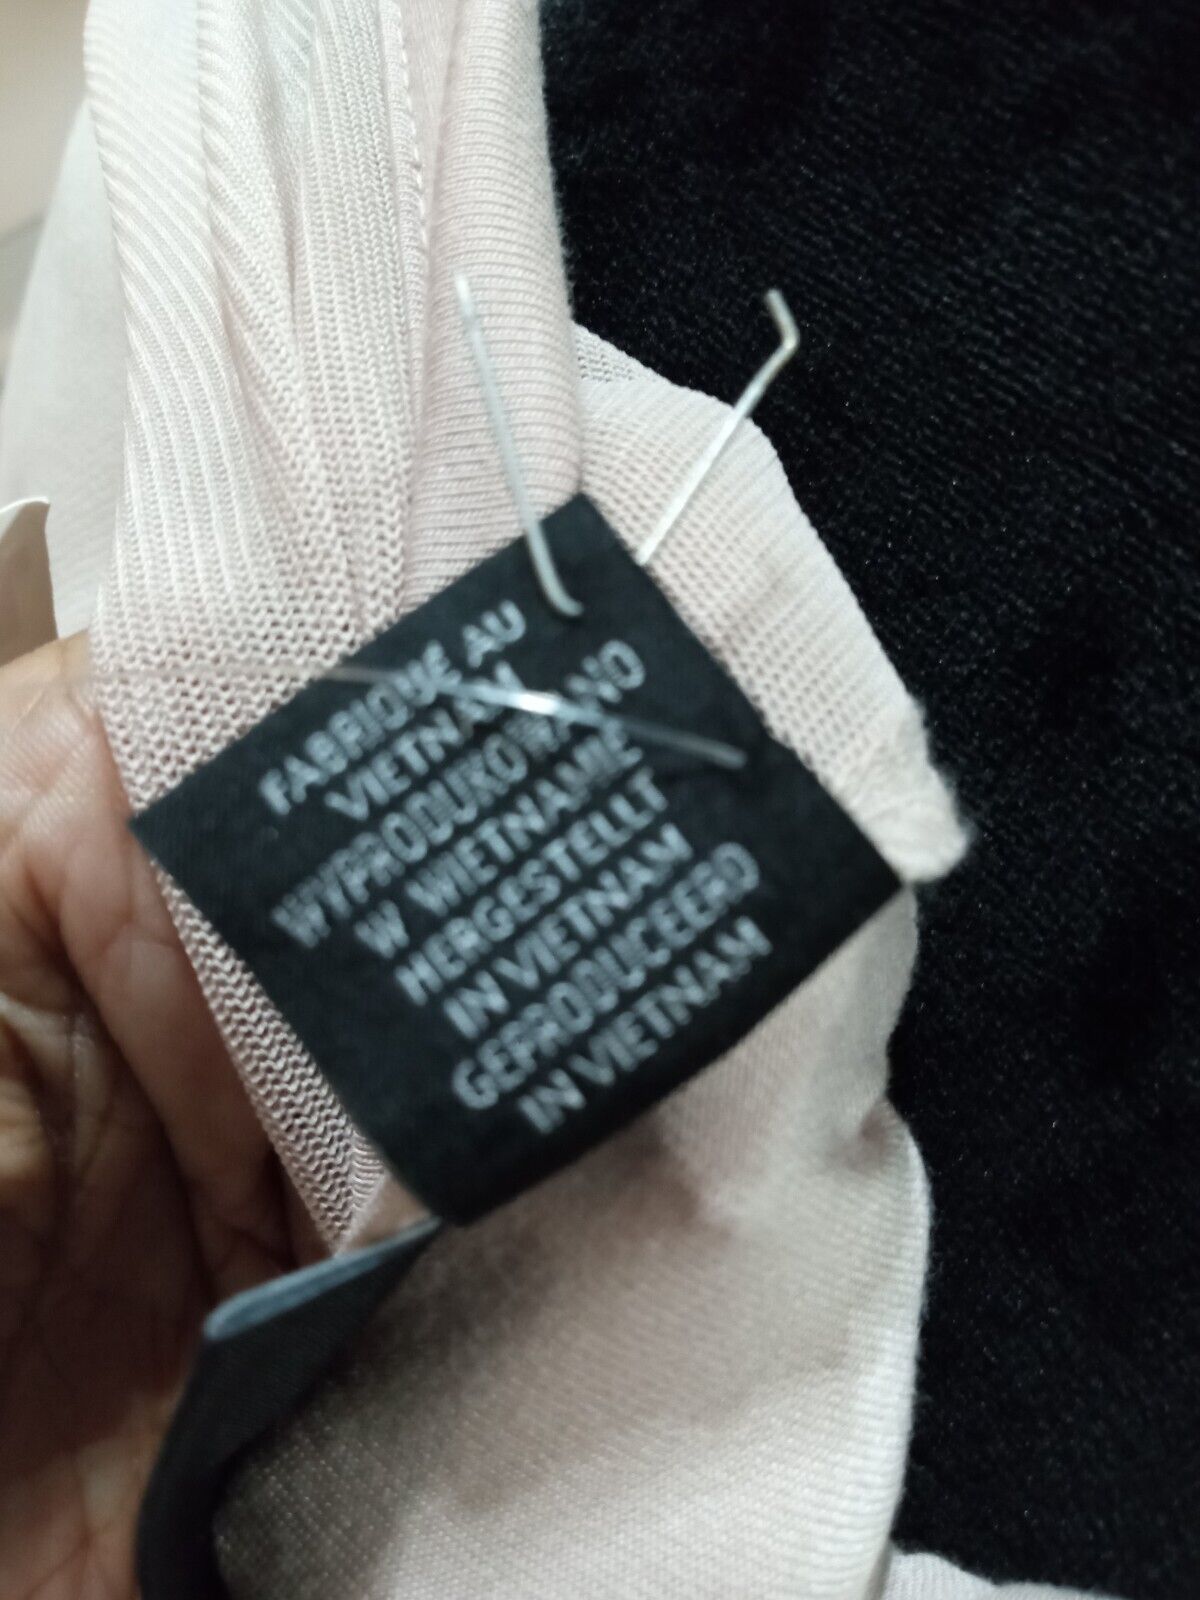 FABRIQUÉ AU
VIETNAM
WYPRODUKOWANO
W WIETNAMIE
HERGESTELLT
IN VIETNAM
GEPRODUCEERD
IN VIETNAM